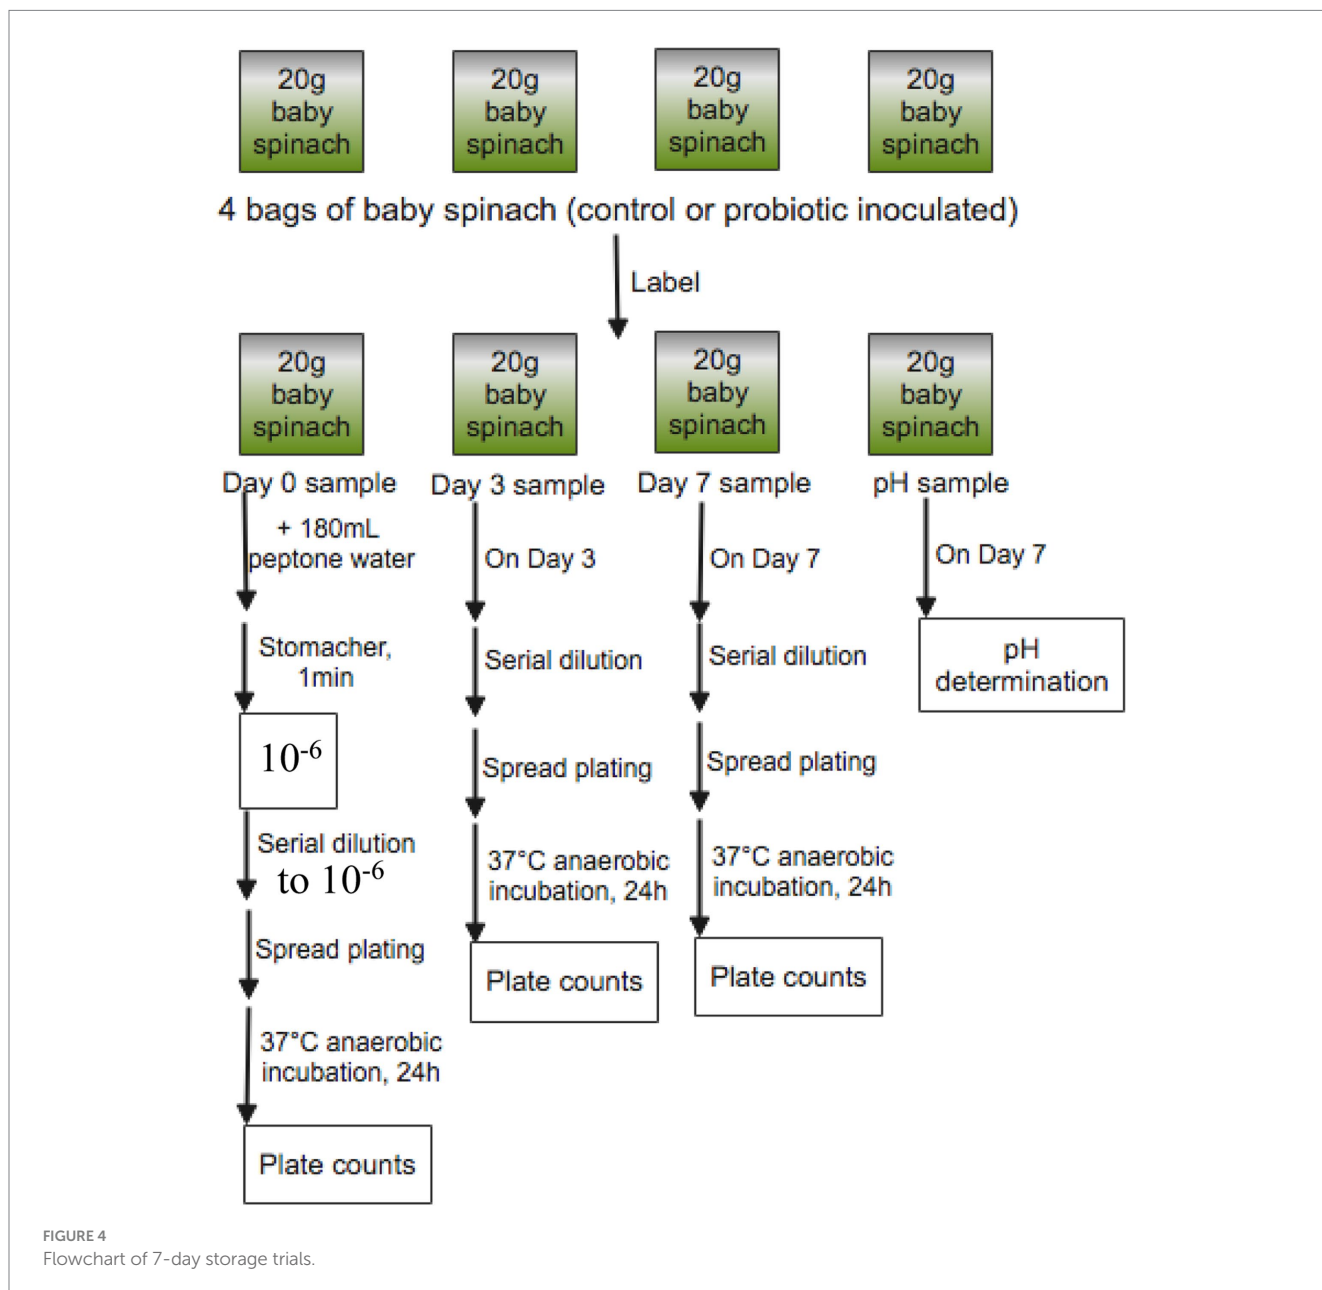 20g
baby
spinach
20g
baby
spinach
20g
baby
spinach
20g
baby
spinach
4 bags of baby spinach (control or probiotic inoculated)
Label
20g
baby
spinach
20g
baby
spinach
20g
baby
spinach
20g
baby
spinach
Day 0 sample
+ 180mL
peptone water
Stomacher,
1min
10⁻⁶
Serial dilution
to 10⁻⁶
Spread plating
37°C anaerobic
incubation, 24h
Plate counts
Day 3 sample
On Day 3
Serial dilution
Spread plating
37°C anaerobic
incubation, 24h
Plate counts
Day 7 sample
On Day 7
Serial dilution
Spread plating
37°C anaerobic
incubation, 24h
Plate counts
pH sample
On Day 7
pH
determination
FIGURE 4
Flowchart of 7-day storage trials.